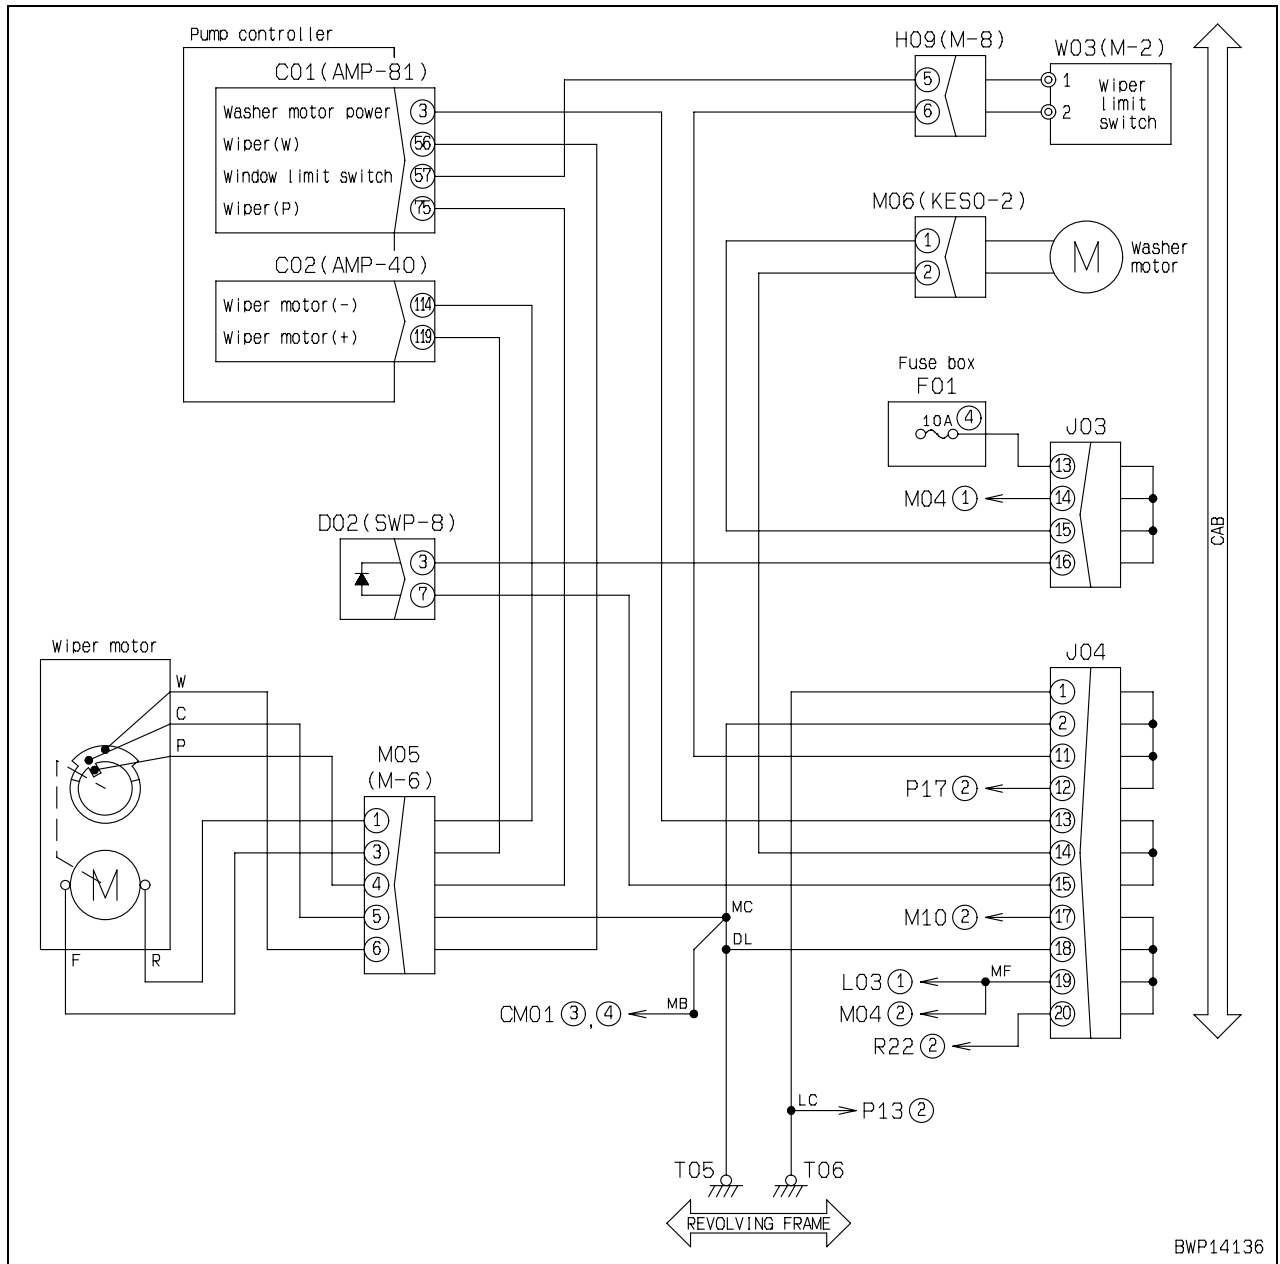 Pump controller
C01(AMP-81)
Washer motor power 3
Wiper(W) 56
Window limit switch 57
Wiper(P) 75
C02(AMP-40)
Wiper motor(-) 114
Wiper motor(+) 119
H09(M-8)
5
6
W03(M-2)
1
2
Wiper
limit
switch
M06(KES0-2)
1
2
M
Washer
motor
Fuse box
F01
10A 4
J03
13
M04 1 14
15
16
D02(SWP-8)
3
7
Wiper motor
W
C
P
M
F
R
M05
(M-6)
1
3
4
5
6
J04
1
2
11
P17 2 12
13
14
15
M10 2 17
18
L03 1 MF 19
M04 2 20
R22 2
MC
DL
MB
CM01 3, 4
LC
P13 2
T05
T06
REVOLVING FRAME
CAB
BWP14136